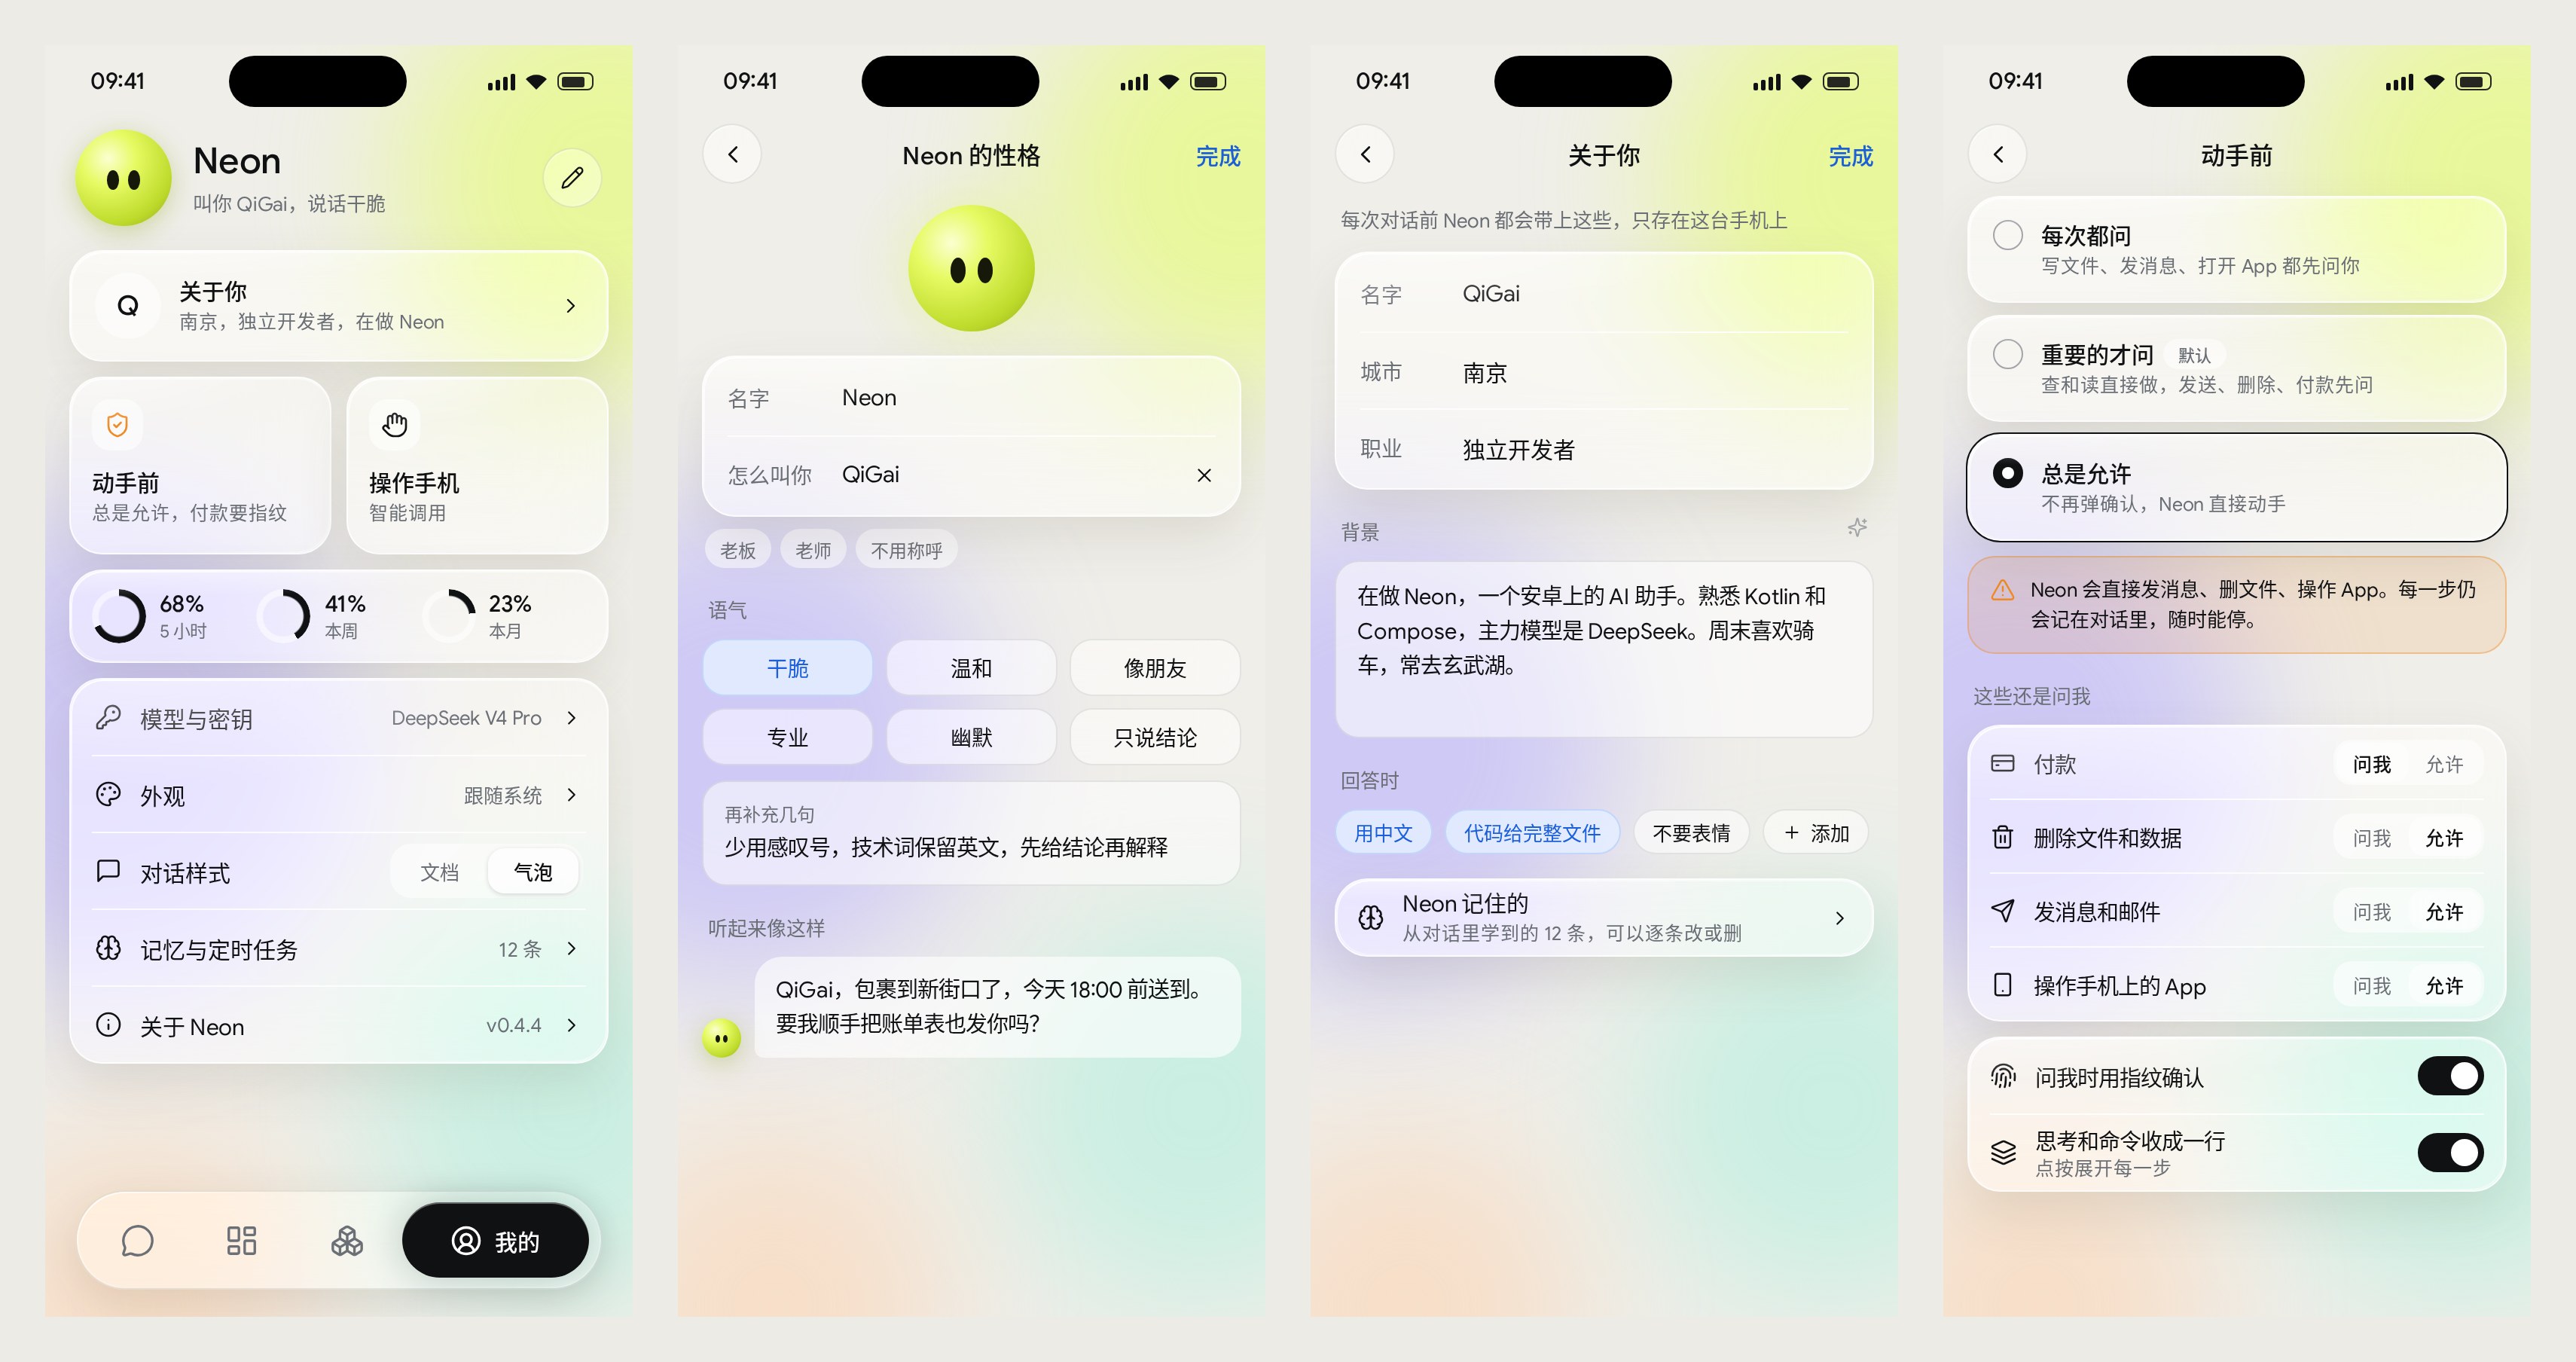 09:41
Neon
叫你 QiGai，说话干脆
Q
关于你
南京，独立开发者，在做 Neon
动手前
总是允许，付款要指纹
操作手机
智能调用
68%
5 小时
41%
本周
23%
本月
模型与密钥
DeepSeek V4 Pro
外观
跟随系统
对话样式
文档
气泡
记忆与定时任务
12 条
关于 Neon
v0.4.4
我的
09:41
Neon 的性格
完成
名字
Neon
怎么叫你
QiGai
老板
老师
不用称呼
语气
干脆
温和
像朋友
专业
幽默
只说结论
再补充几句
少用感叹号，技术词保留英文，先给结论再解释
听起来像这样
QiGai，包裹到新街口了，今天 18:00 前送到。
要我顺手把账单表也发你吗？
09:41
关于你
完成
每次对话前 Neon 都会带上这些，只存在这台手机上
名字
QiGai
城市
南京
职业
独立开发者
背景
在做 Neon，一个安卓上的 AI 助手。熟悉 Kotlin 和
Compose，主力模型是 DeepSeek。周末喜欢骑
车，常去玄武湖。
回答时
用中文
代码给完整文件
不要表情
+ 添加
Neon 记住的
从对话里学到的 12 条，可以逐条改或删
09:41
动手前
每次都问
写文件、发消息、打开 App 都先问你
重要的才问
默认
查和读直接做，发送、删除、付款先问
总是允许
不再弹确认，Neon 直接动手
Neon 会直接发消息、删文件、操作 App。每一步仍
会记在对话里，随时能停。
这些还是问我
付款
问我
允许
删除文件和数据
问我
允许
发消息和邮件
问我
允许
操作手机上的 App
问我
允许
问我时用指纹确认
思考和命令收成一行
点按展开每一步